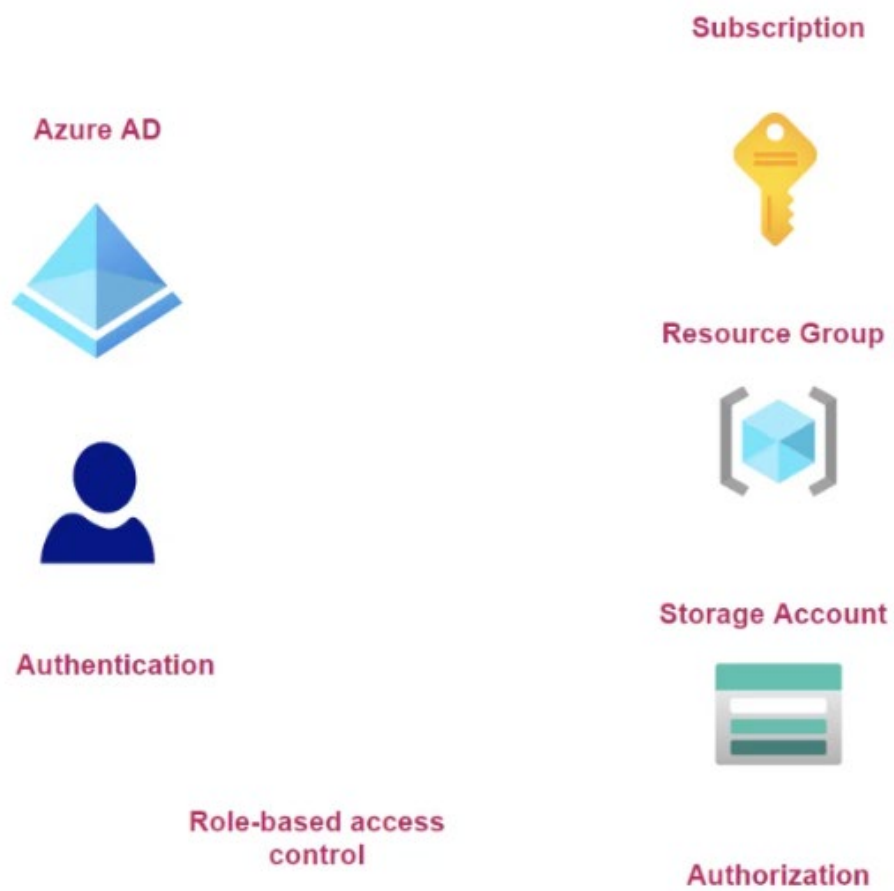 Subscription
Azure AD
Resource Group
Storage Account
Authentication
Role-based access
control
Authorization